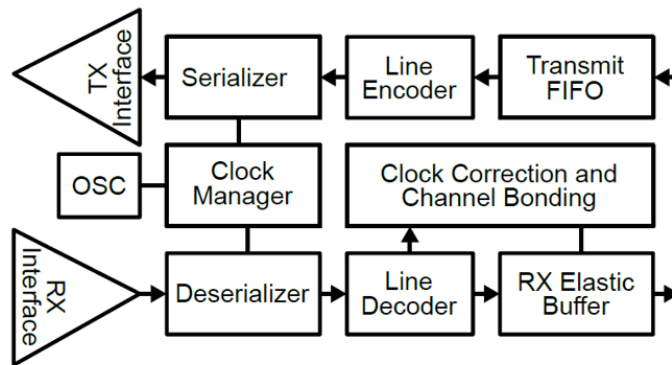 TX
Interface
Serializer
Line
Encoder
Transmit
FIFO
OSC
Clock
Manager
Clock Correction and
Channel Bonding
RX
Interface
Deserializer
Line
Decoder
RX Elastic
Buffer